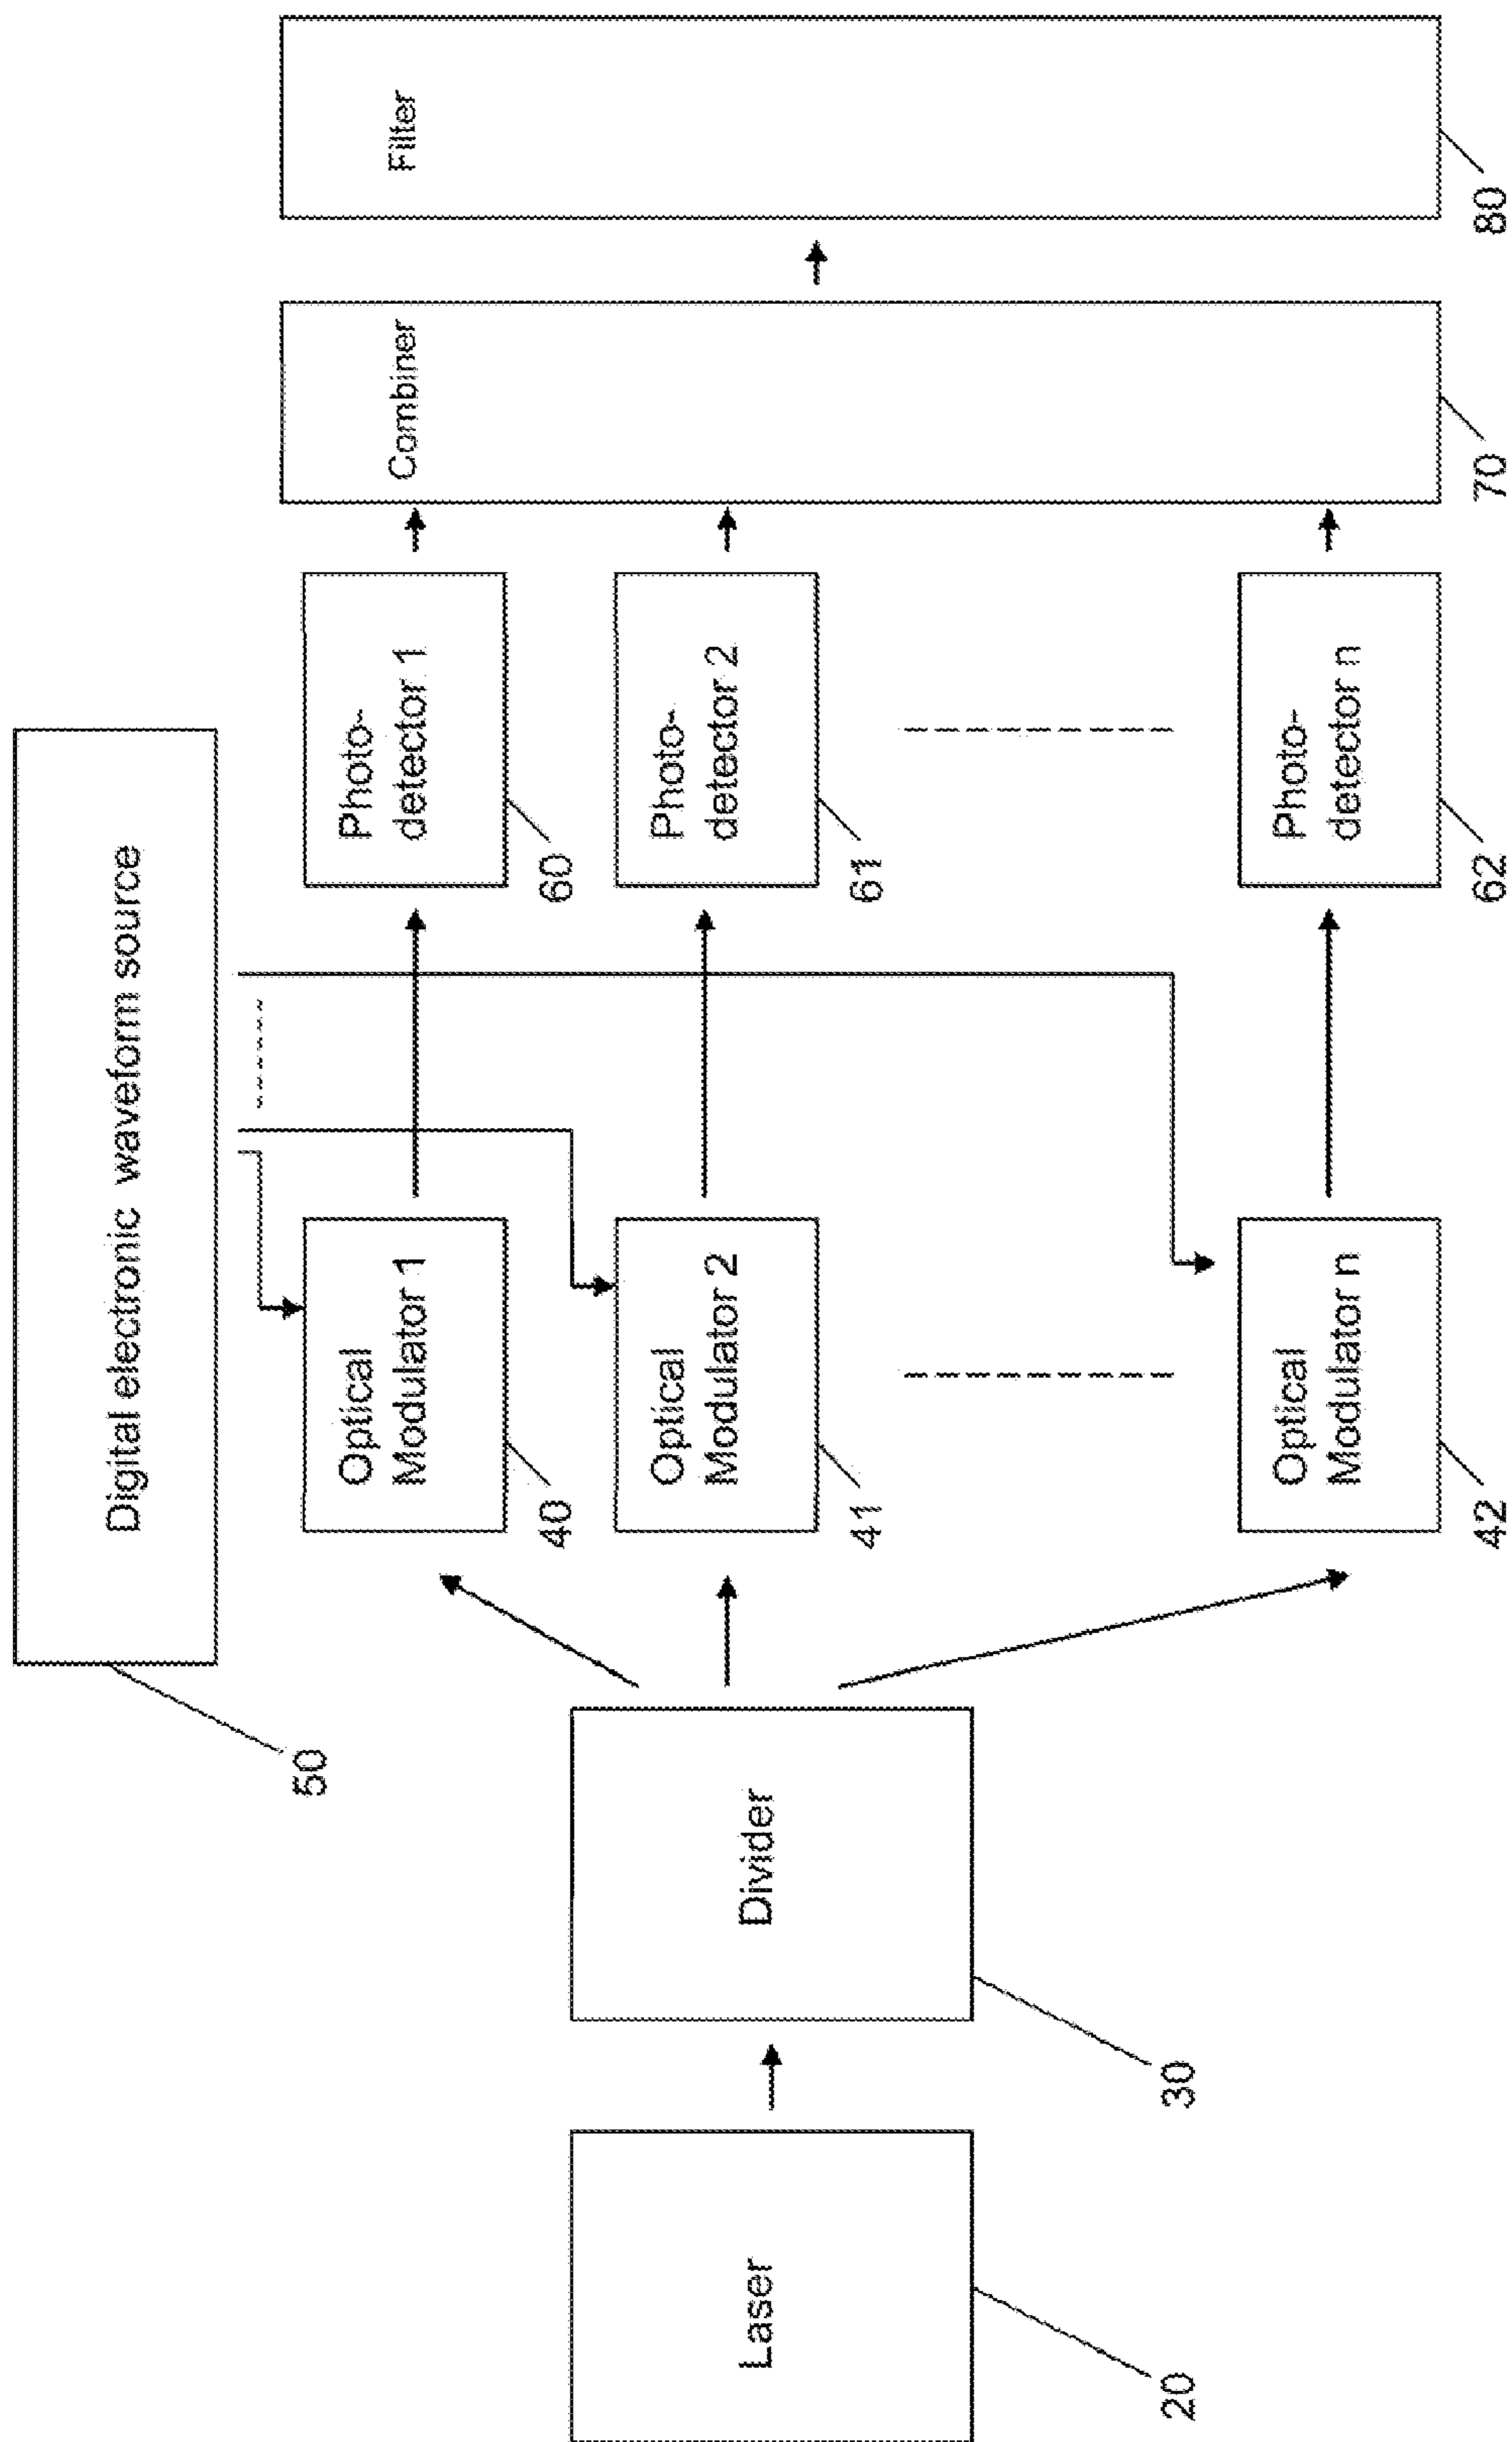 Digital electronic waveform source
50
Laser
20
Divider
30
Optical
Modulator 1
40
Optical
Modulator 2
41
Optical
Modulator n
42
Photo-
detector 1
60
Photo-
detector 2
61
Photo-
detector n
62
Combiner
70
Filter
80